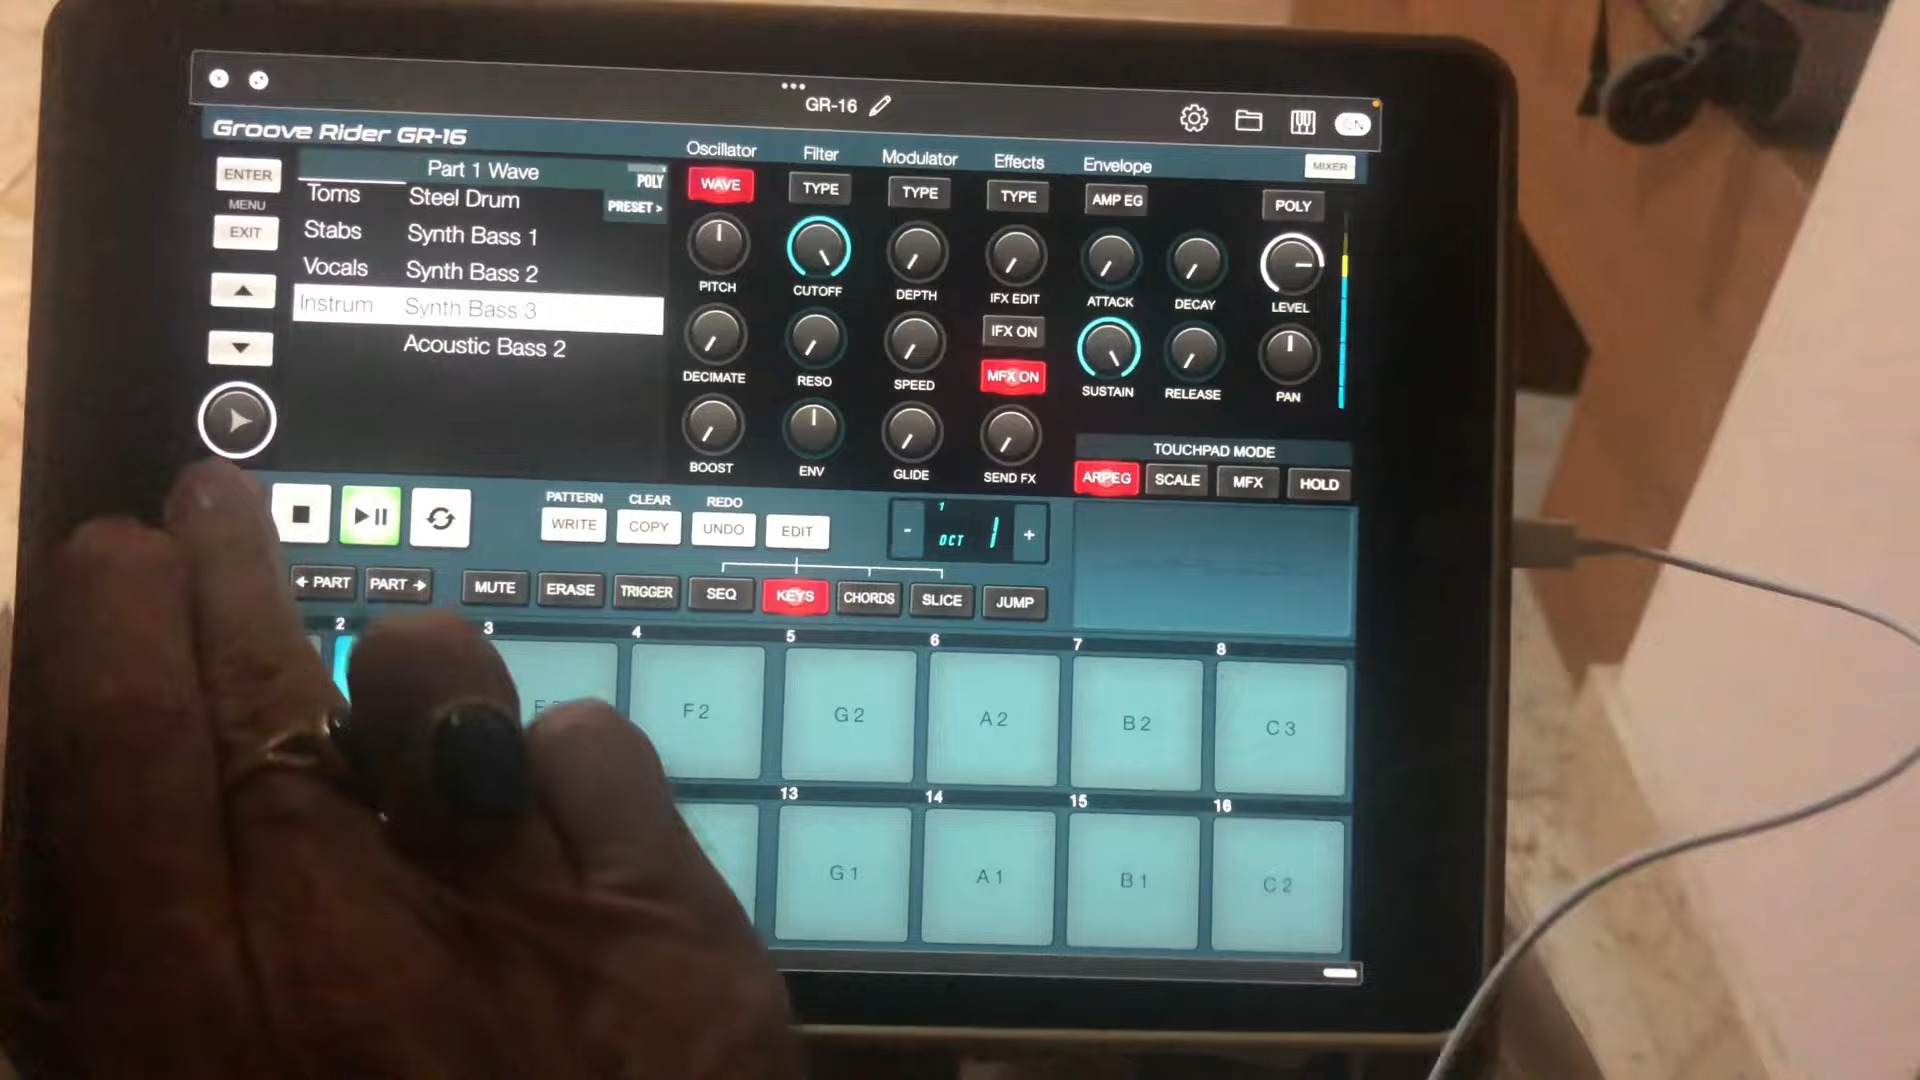 GR-16
ON
Groove Rider GR-16
MIXER
ENTER
MENU
EXIT
Part 1 Wave
POLY
PRESET >
Toms Steel Drum
Stabs Synth Bass 1
Vocals Synth Bass 2
Instrum Synth Bass 3
Acoustic Bass 2
Oscillator Filter Modulator Effects Envelope
WAVE TYPE TYPE TYPE AMP EG POLY
PITCH CUTOFF DEPTH IFX EDIT ATTACK DECAY LEVEL
IFX ON
DECIMATE RESO SPEED MFX ON SUSTAIN RELEASE PAN
BOOST ENV GLIDE SEND FX
TOUCHPAD MODE
ARPEG SCALE MFX HOLD
PATTERN CLEAR REDO
WRITE COPY UNDO EDIT
- 1 OCT 1 +
← PART PART → MUTE ERASE TRIGGER SEQ KEYS CHORDS SLICE JUMP
2 3 4 5 6 7 8
F2 G2 A2 B2 C3
13 14 15 16
G1 A1 B1 C2